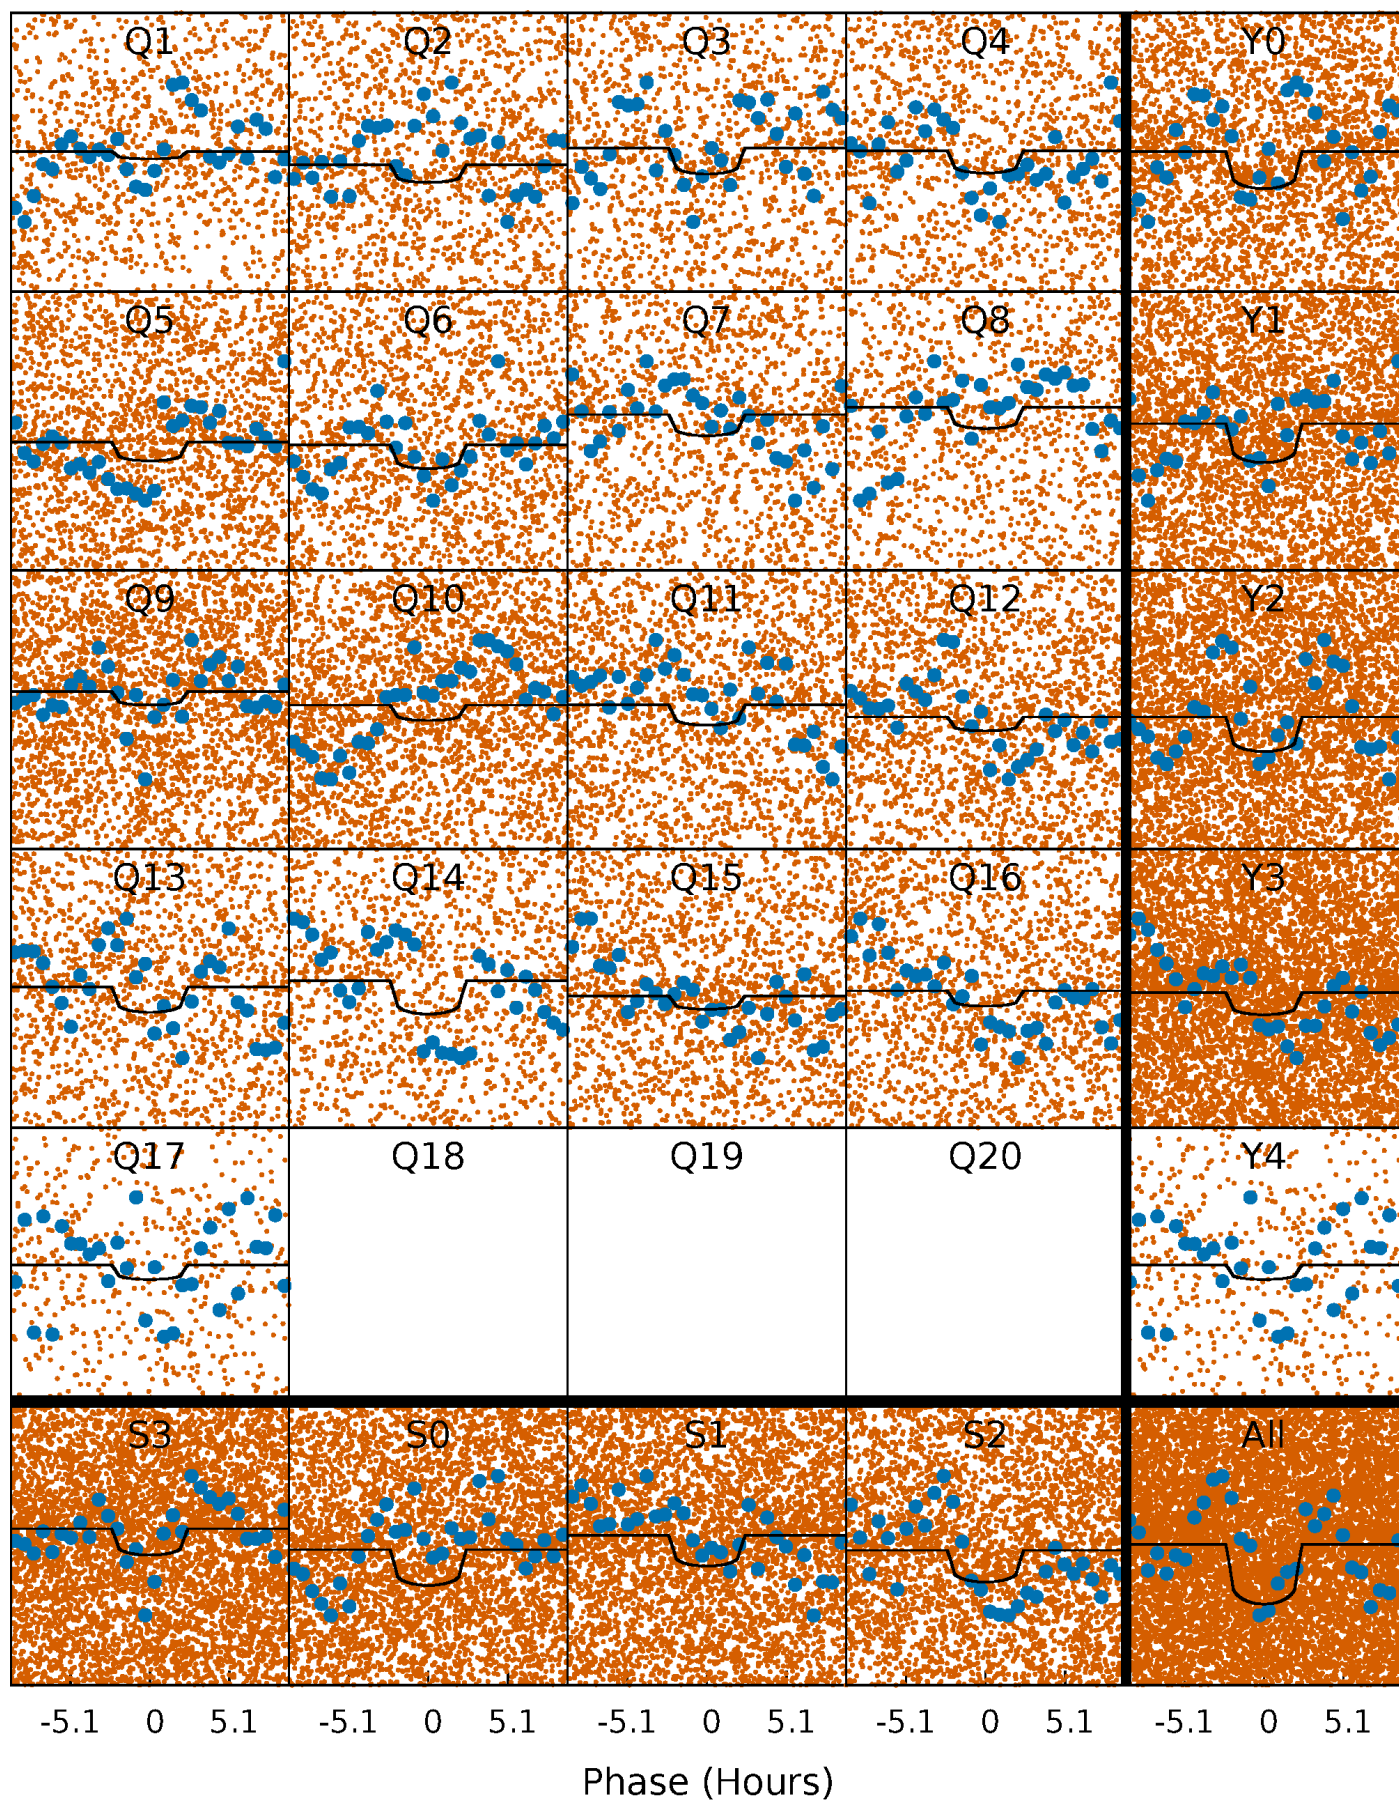 Q1 Q2 Q3 Q4 Y0
Q5 Q6 Q7 Q8 Y1
Q9 Q10 Q11 Q12 Y2
Q13 Q14 Q15 Q16 Y3
Q17 Q18 Q19 Q20 Y4
S3 S0 S1 S2 All
-5.1 0 5.1 -5.1 0 5.1 -5.1 0 5.1 -5.1 0 5.1 -5.1 0 5.1
Phase (Hours)